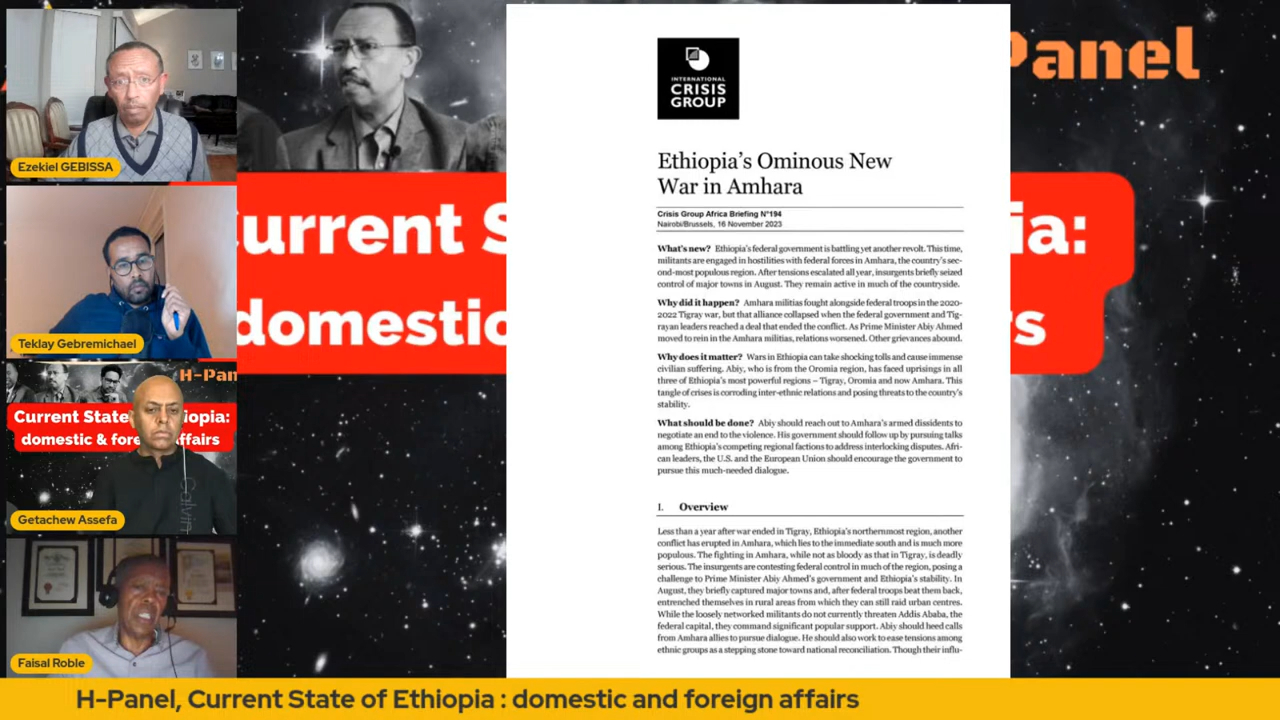 Panel
Ezekiel GEBISSA
Teklay Gebremichael
H-Pan
Current State
iopia:
domestic & fore
ffairs
Getachew Assefa
Faisal Roble
urrent S
ia:
domestic
rs
INTERNATIONAL
CRISIS
GROUP
Ethiopia’s Ominous New
War in Amhara
Crisis Group Africa Briefing N°194
Nairobi/Brussels, 16 November 2023
What’s new? Ethiopia’s federal government is battling yet another revolt. This time,
militants are engaged in hostilities with federal forces in Amhara, the country’s sec-
ond-most populous region. After tensions escalated all year, insurgents briefly seized
control of major towns in August. They remain active in much of the countryside.
Why did it happen? Amhara militias fought alongside federal troops in the 2020-
2022 Tigray war, but that alliance collapsed when the federal government and Tig-
rayan leaders reached a deal that ended the conflict. As Prime Minister Abiy Ahmed
moved to rein in the Amhara militias, relations worsened. Other grievances abound.
Why does it matter? Wars in Ethiopia can take shocking tolls and cause immense
civilian suffering. Abiy, who is from the Oromia region, has faced uprisings in all
three of Ethiopia’s most powerful regions – Tigray, Oromia and now Amhara. This
tangle of crises is corroding inter-ethnic relations and posing threats to the country’s
stability.
What should be done? Abiy should reach out to Amhara’s armed dissidents to
negotiate an end to the violence. His government should follow up by pursuing talks
among Ethiopia’s competing regional factions to address interlocking disputes. Afri-
can leaders, the U.S. and the European Union should encourage the government to
pursue this much-needed dialogue.
I. Overview
Less than a year after war ended in Tigray, Ethiopia’s northernmost region, another
conflict has erupted in Amhara, which lies to the immediate south and is much more
populous. The fighting in Amhara, while not as bloody as that in Tigray, is deadly
serious. The insurgents are contesting federal control in much of the region, posing a
challenge to Prime Minister Abiy Ahmed’s government and Ethiopia’s stability. In
August, they briefly captured major towns and, after federal troops beat them back,
entrenched themselves in rural areas from which they can still raid urban centres.
While the loosely networked militants do not currently threaten Addis Ababa, the
federal capital, they command significant popular support. Abiy should heed calls
from Amhara allies to pursue dialogue. He should also work to ease tensions among
ethnic groups as a stepping stone toward national reconciliation. Though their influ-
H-Panel, Current State of Ethiopia : domestic and foreign affairs